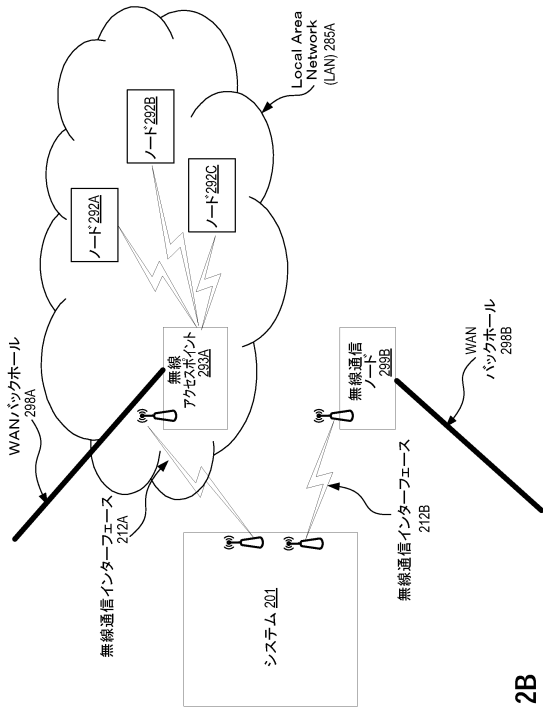 Local Area
Network
(LAN) 285A
ノード292B
ノード292A
ノード292C
WANバックホール
298A
無線
アクセスポイント
293A
無線通信
ノード
299B
WAN
バックホール
298B
無線通信インターフェース
212A
無線通信インターフェース
212B
システム 201
2B